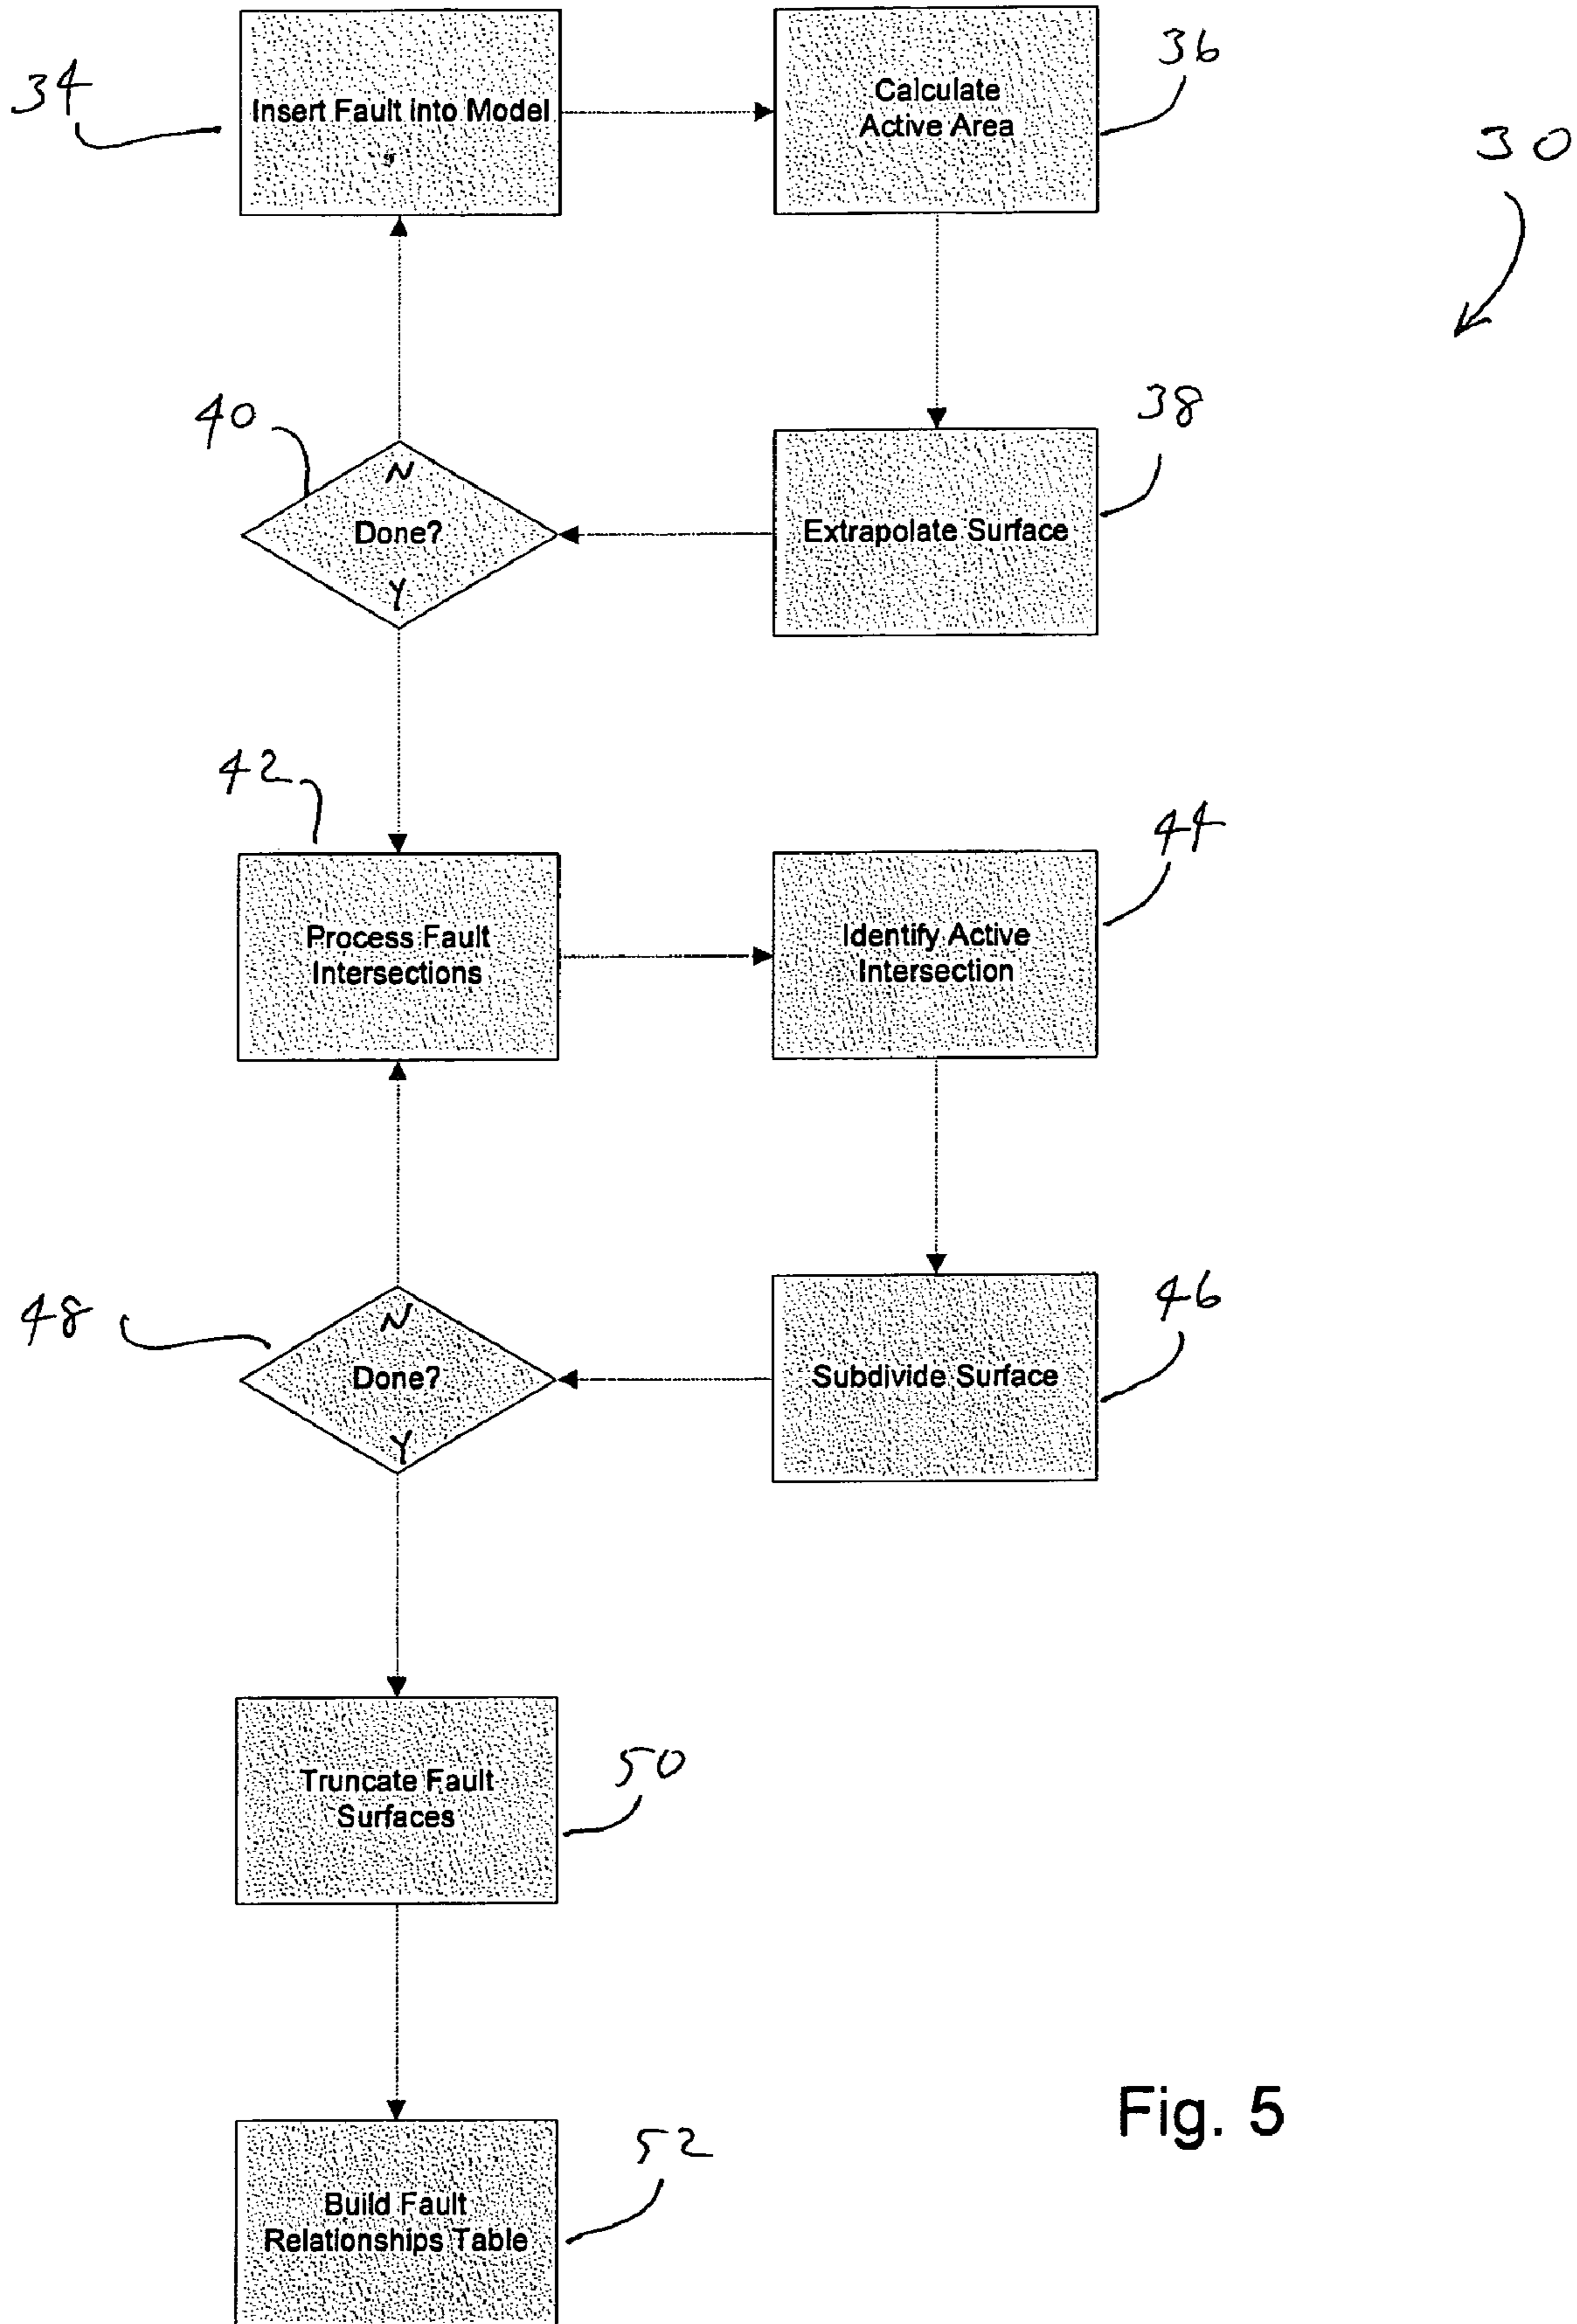 34
Insert Fault into Model
Calculate
Active Area
36
30
40
N
Done?
Y
Extrapolate Surface
38
42
Process Fault
Intersections
Identify Active
Intersection
44
48
N
Done?
Y
Subdivide Surface
46
Truncate Fault
Surfaces
50
Build Fault
Relationships Table
52
Fig. 5